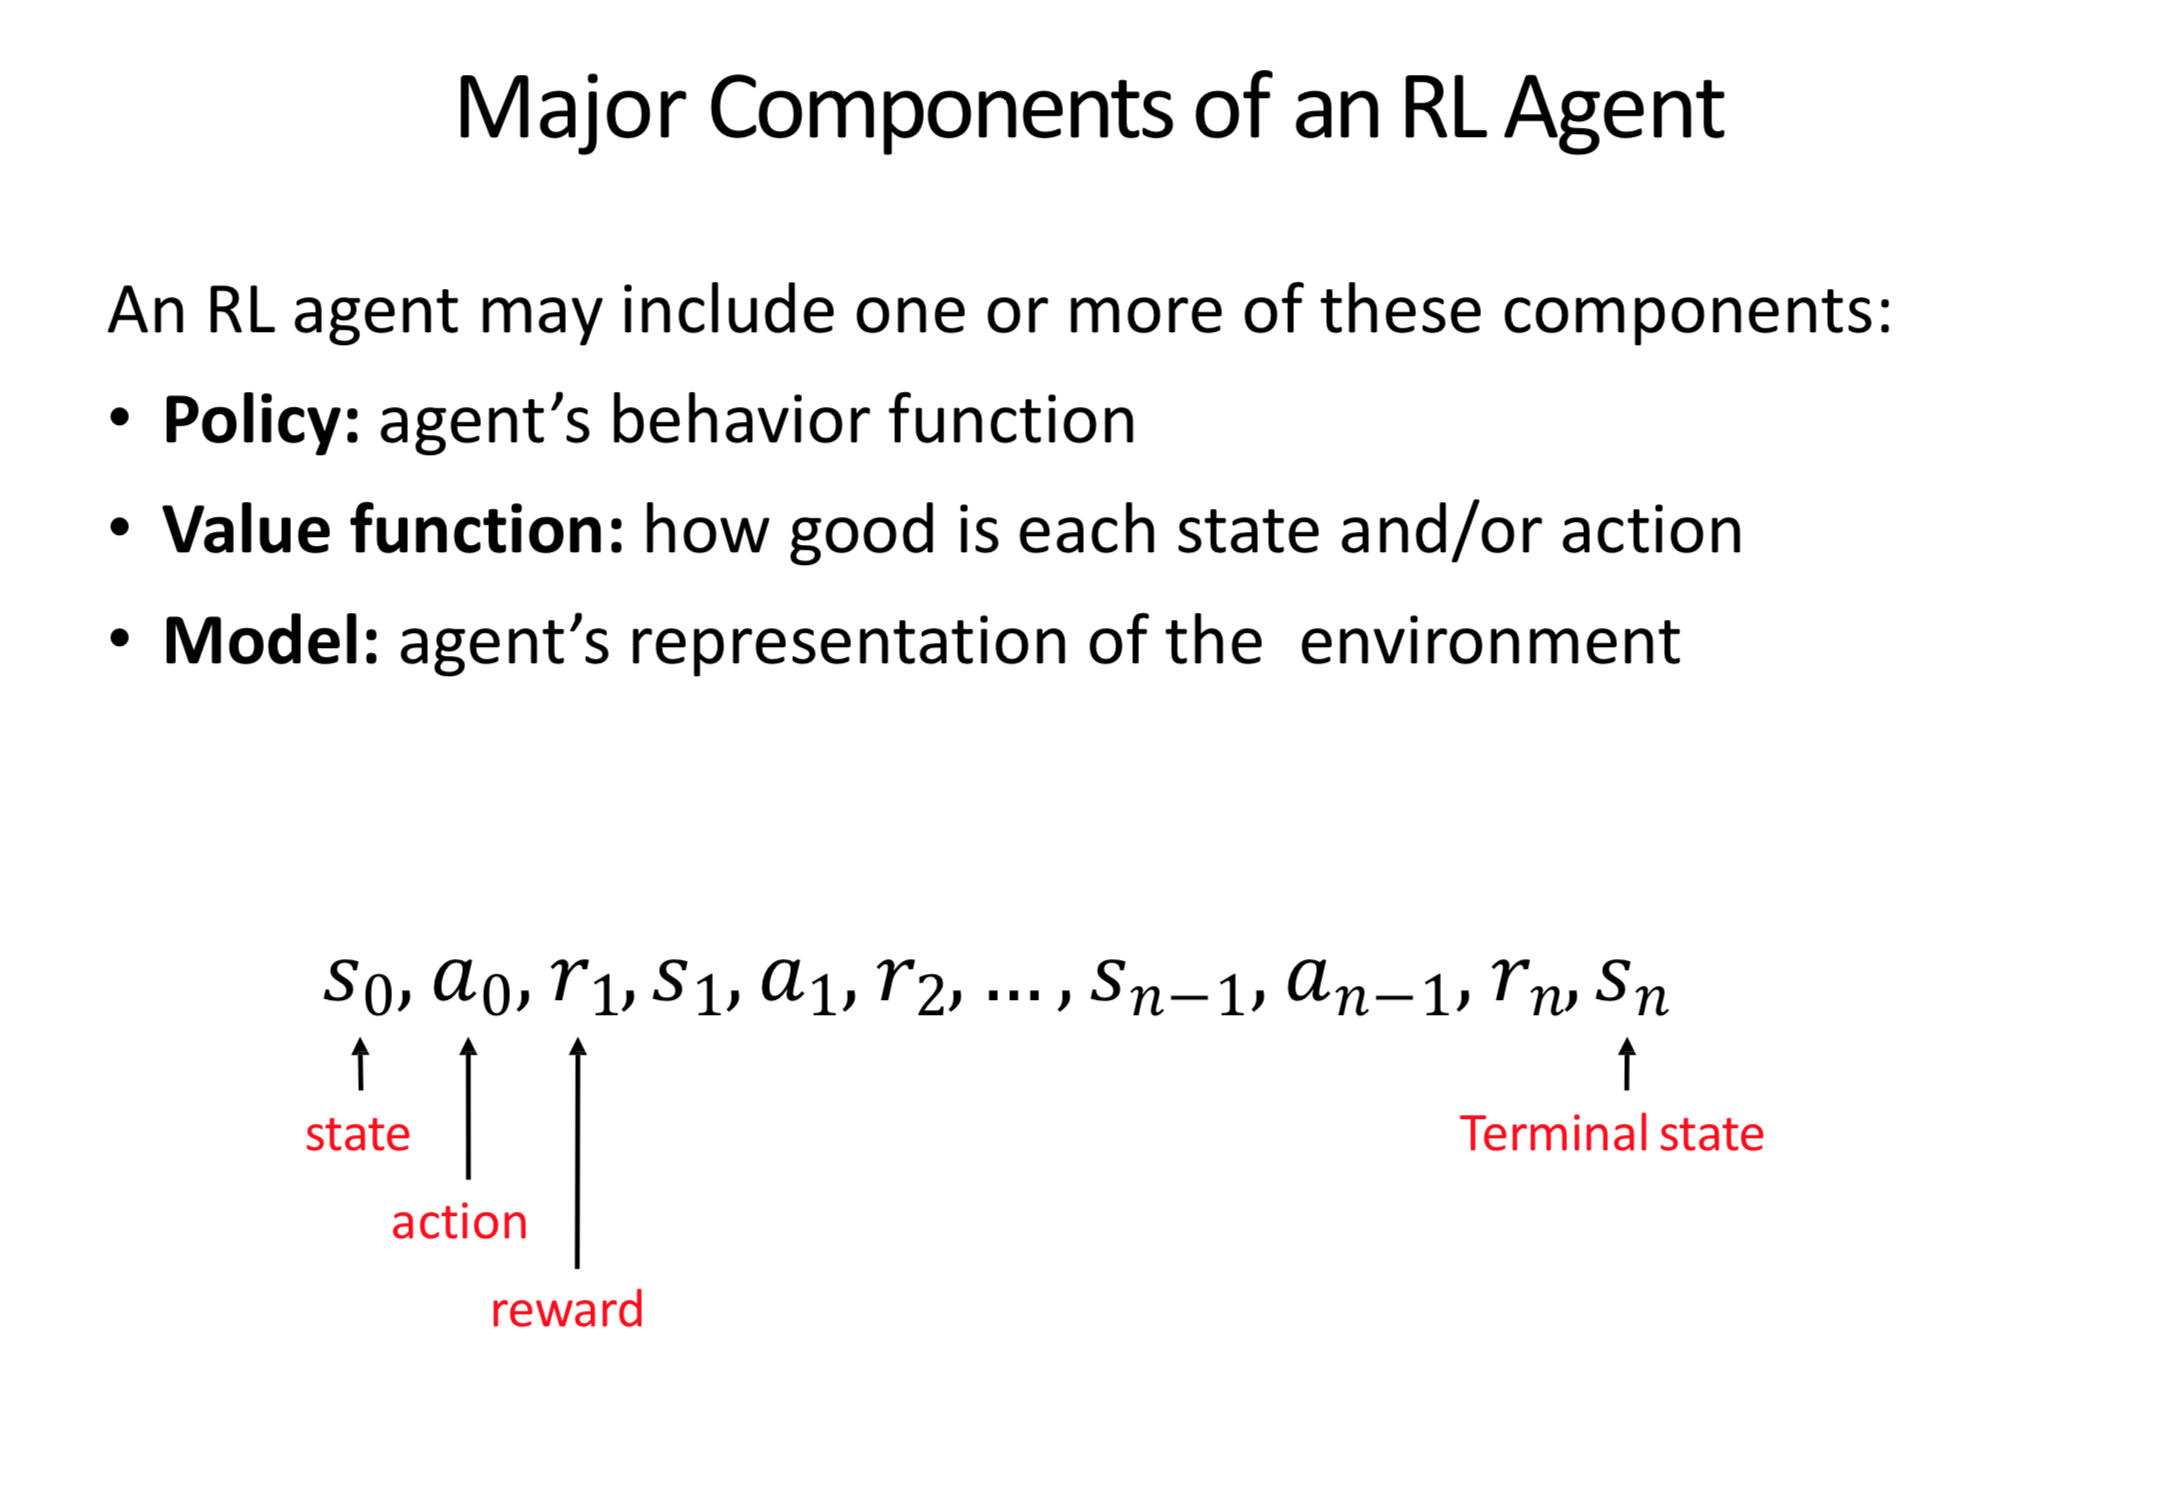 Major Components of an RL Agent
An RL agent may include one or more of these components:
• Policy: agent’s behavior function
• Value function: how good is each state and/or action
• Model: agent’s representation of the  environment
s₀, a₀, r₁, s₁, a₁, r₂, … , sₙ₋₁, aₙ₋₁, rₙ, sₙ
state
Terminal state
action
reward